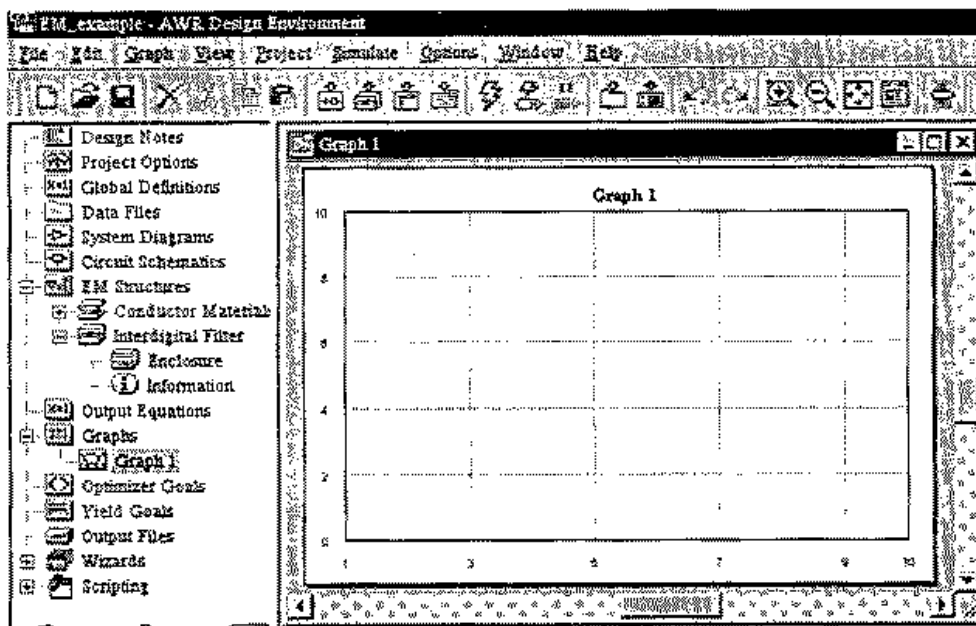 EM_example - AWR Design Environment
File Edit Graph View Project Simulate Options Window Help
Design Notes
Project Options
Global Definitions
Data Files
System Diagrams
Circuit Schematics
EM Structures
Conductor Materials
Interdigital Filter
Enclosure
Information
Output Equations
Graphs
Graph 1
Optimizer Goals
Yield Goals
Output Files
Wizards
Scripting
Graph 1
Graph 1
10
8
6
4
2
0
1 3 5 7 9 10